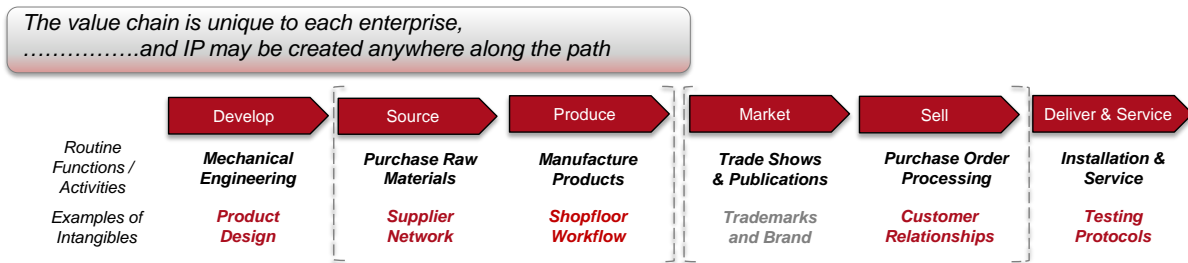 The value chain is unique to each enterprise,
……………..and IP may be created anywhere along the path
Develop
Source
Produce
Market
Sell
Deliver & Service
Routine
Functions /
Activities
Mechanical
Engineering
Purchase Raw
Materials
Manufacture
Products
Trade Shows
& Publications
Purchase Order
Processing
Installation &
Service
Examples of
Intangibles
Product
Design
Supplier
Network
Shopfloor
Workflow
Trademarks
and Brand
Customer
Relationships
Testing
Protocols